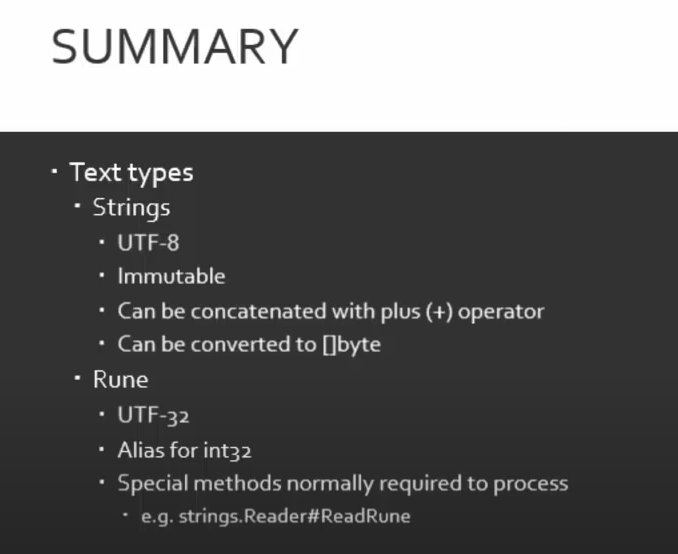 SUMMARY
▪ Text types
▪ Strings
▪ UTF-8
▪ Immutable
▪ Can be concatenated with plus (+) operator
▪ Can be converted to []byte
▪ Rune
▪ UTF-32
▪ Alias for int32
▪ Special methods normally required to process
▪ e.g. strings.Reader#ReadRune